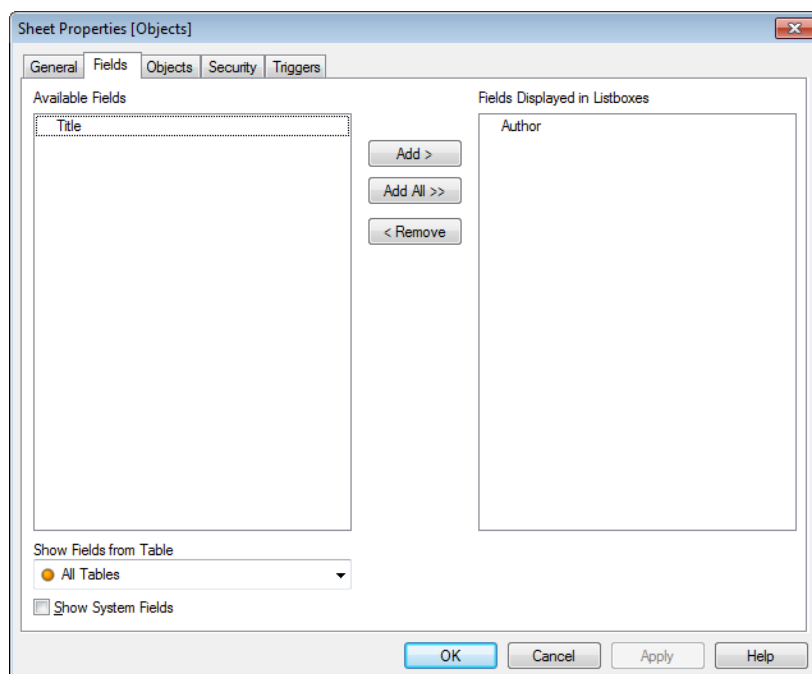 Sheet Properties [Objects]
General Fields Objects Security Triggers
Available Fields
Fields Displayed in Listboxes
Title
Author
Add >
Add All >>
< Remove
Show Fields from Table
All Tables
Show System Fields
OK Cancel Apply Help